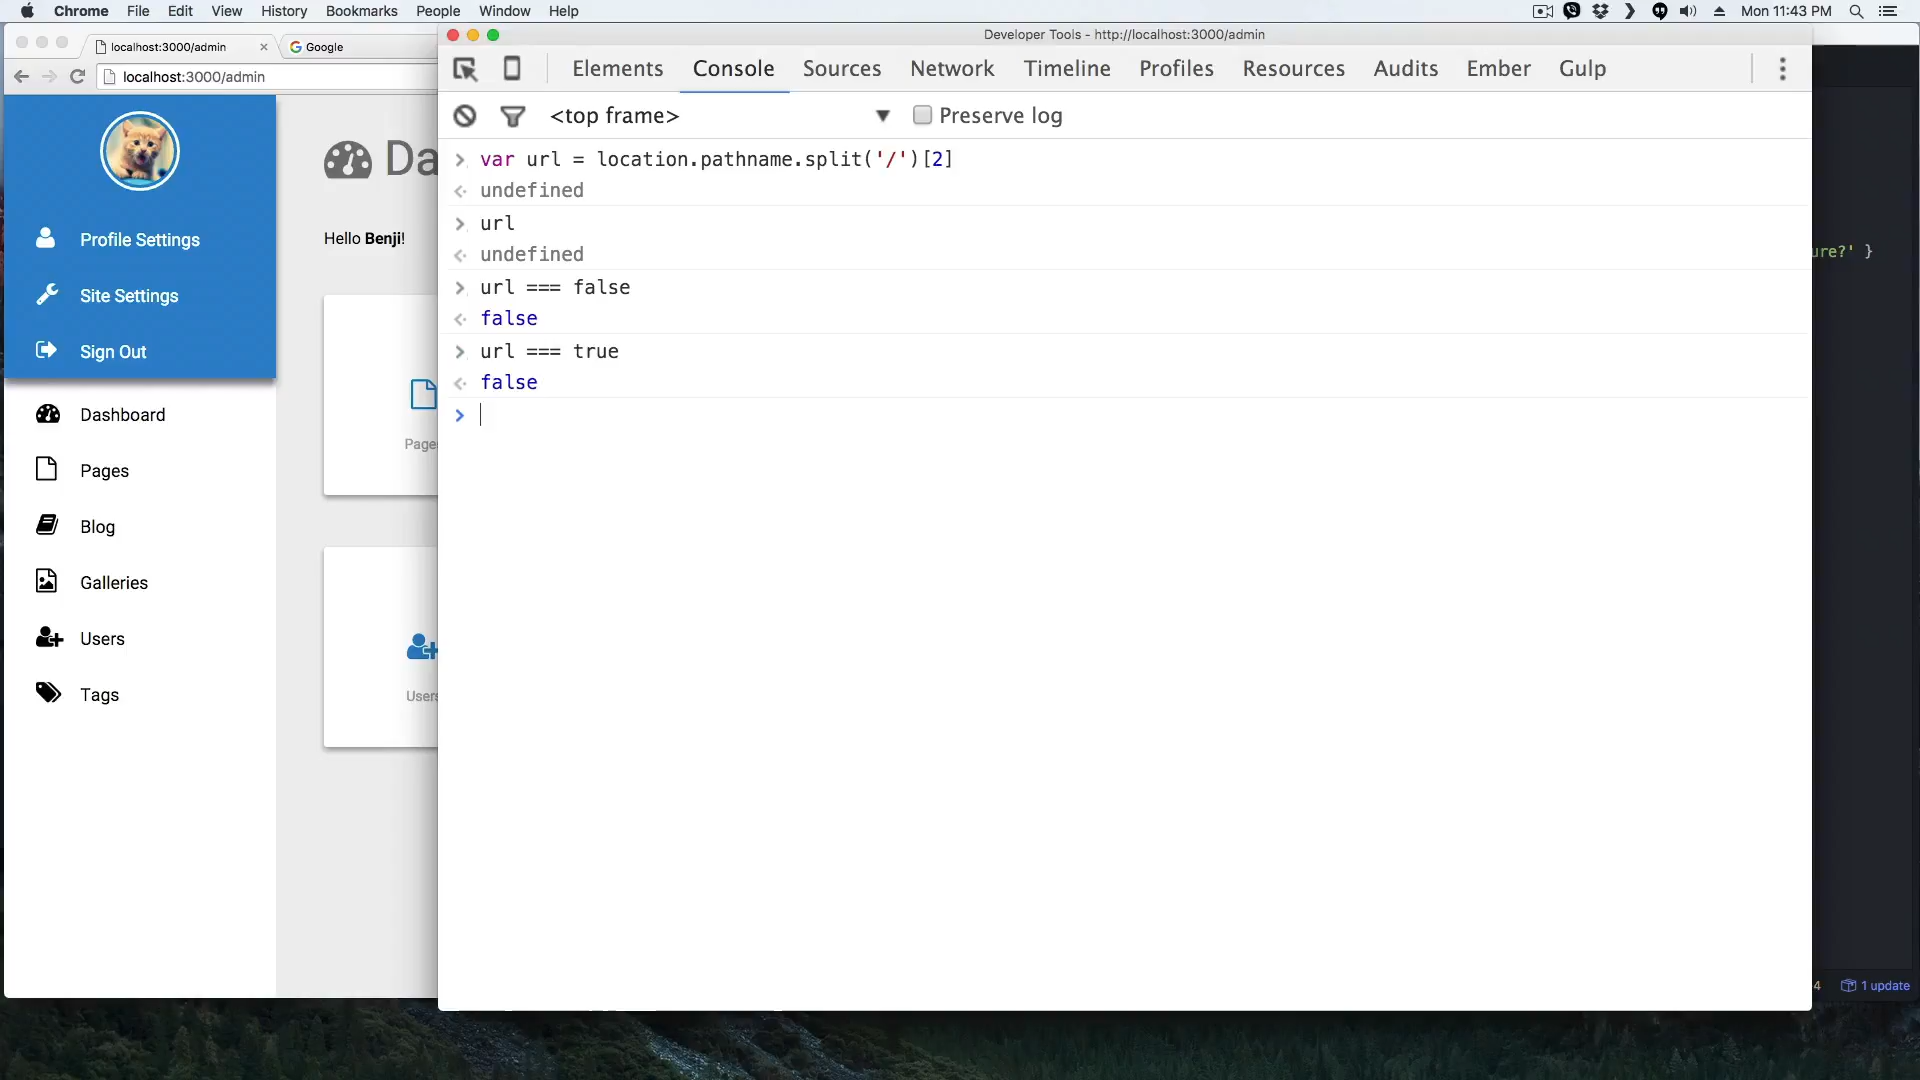 Chrome File Edit View History Bookmarks People Window Help Mon 11:43 PM
localhost:3000/admin
Google
localhost:3000/admin
Profile Settings
Site Settings
Sign Out
Dashboard
Pages
Blog
Galleries
Users
Tags
Hello Benji!
Developer Tools - http://localhost:3000/admin
Elements Console Sources Network Timeline Profiles Resources Audits Ember Gulp
<top frame> ▼ Preserve log
> var url = location.pathname.split('/')[2]
undefined
> url
undefined
> url === false
false
> url === true
false
>
ure?' }
4 1 update